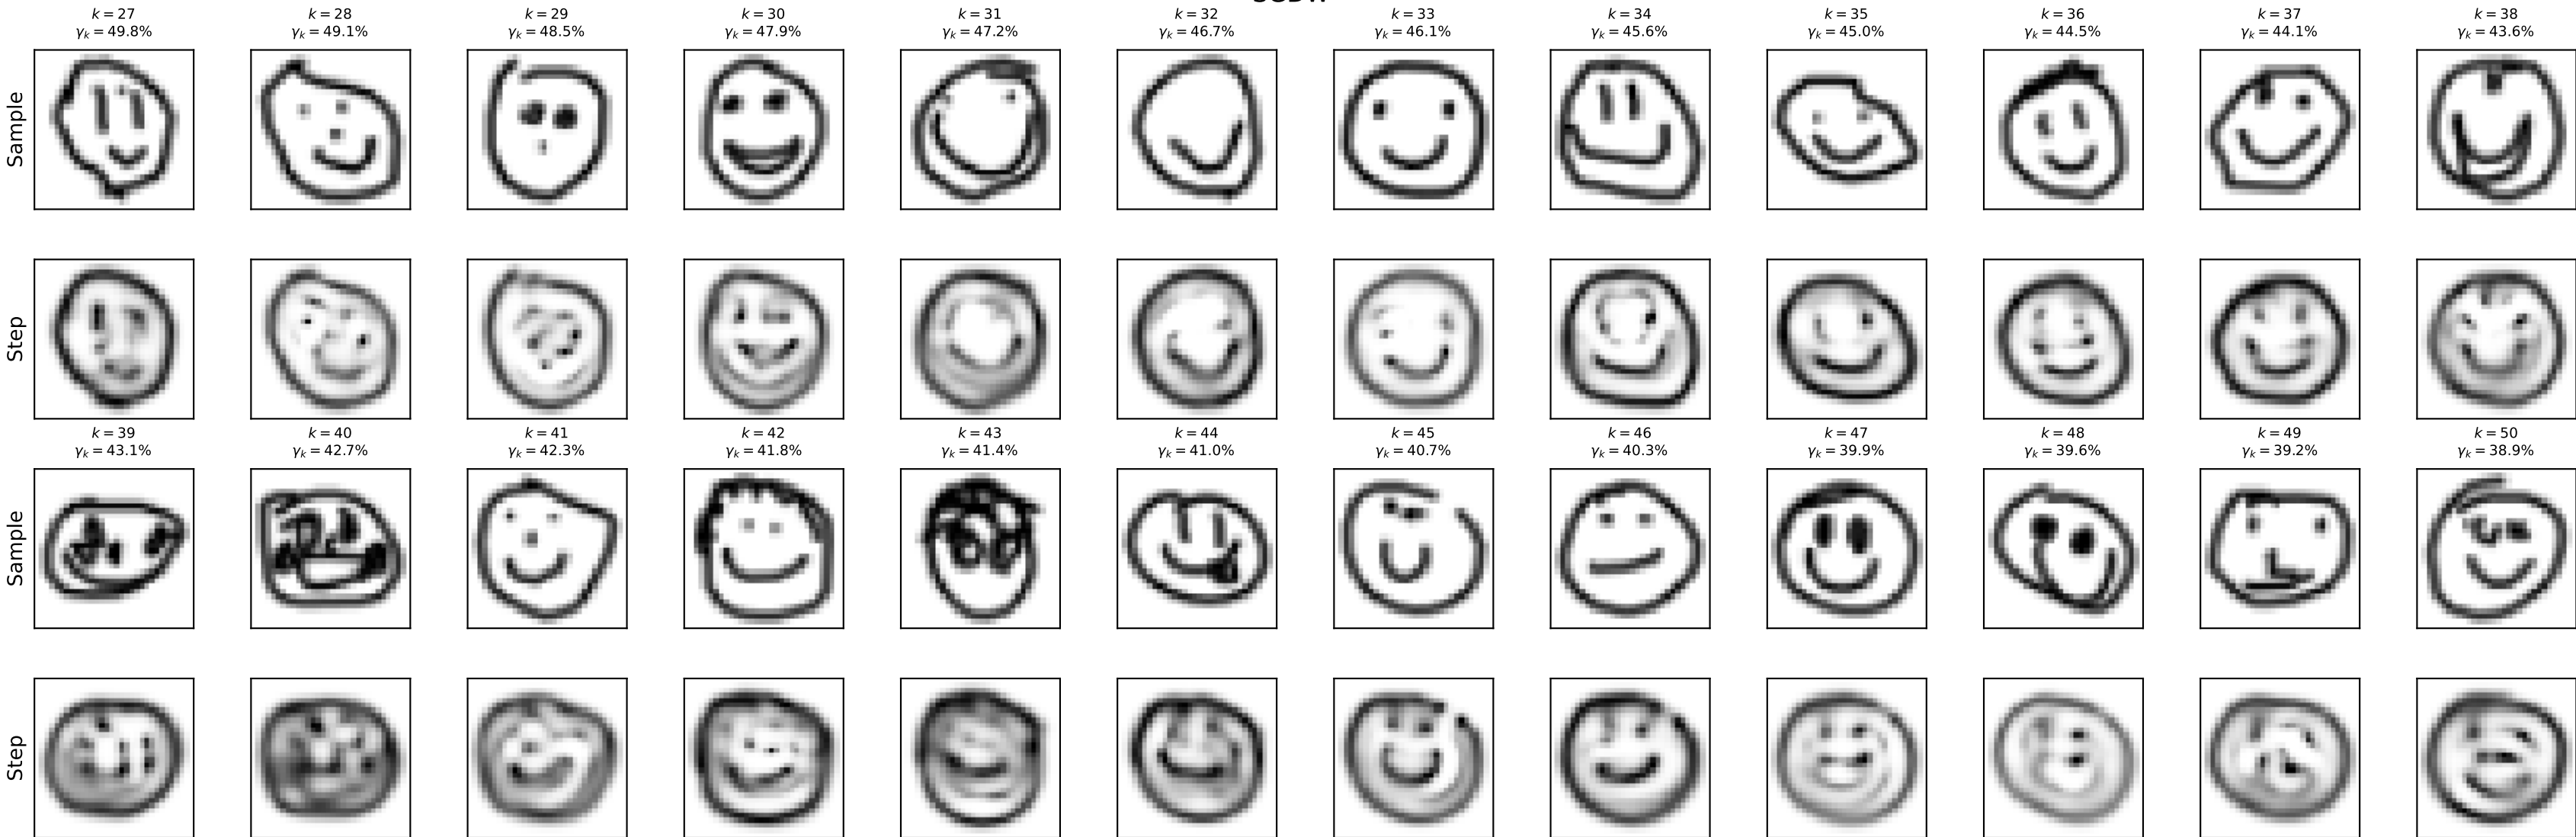 k = 27 k = 28 k = 29 k = 30 k = 31 k = 32 k = 33 k = 34 k = 35 k = 36 k = 37 k = 38
γk = 49.8% γk = 49.1% γk = 48.5% γk = 47.9% γk = 47.2% γk = 46.7% γk = 46.1% γk = 45.6% γk = 45.0% γk = 44.5% γk = 44.1% γk = 43.6%
Sample
Step
k = 39 k = 40 k = 41 k = 42 k = 43 k = 44 k = 45 k = 46 k = 47 k = 48 k = 49 k = 50
γk = 43.1% γk = 42.7% γk = 42.3% γk = 41.8% γk = 41.4% γk = 41.0% γk = 40.7% γk = 40.3% γk = 39.9% γk = 39.6% γk = 39.2% γk = 38.9%
Sample
Step